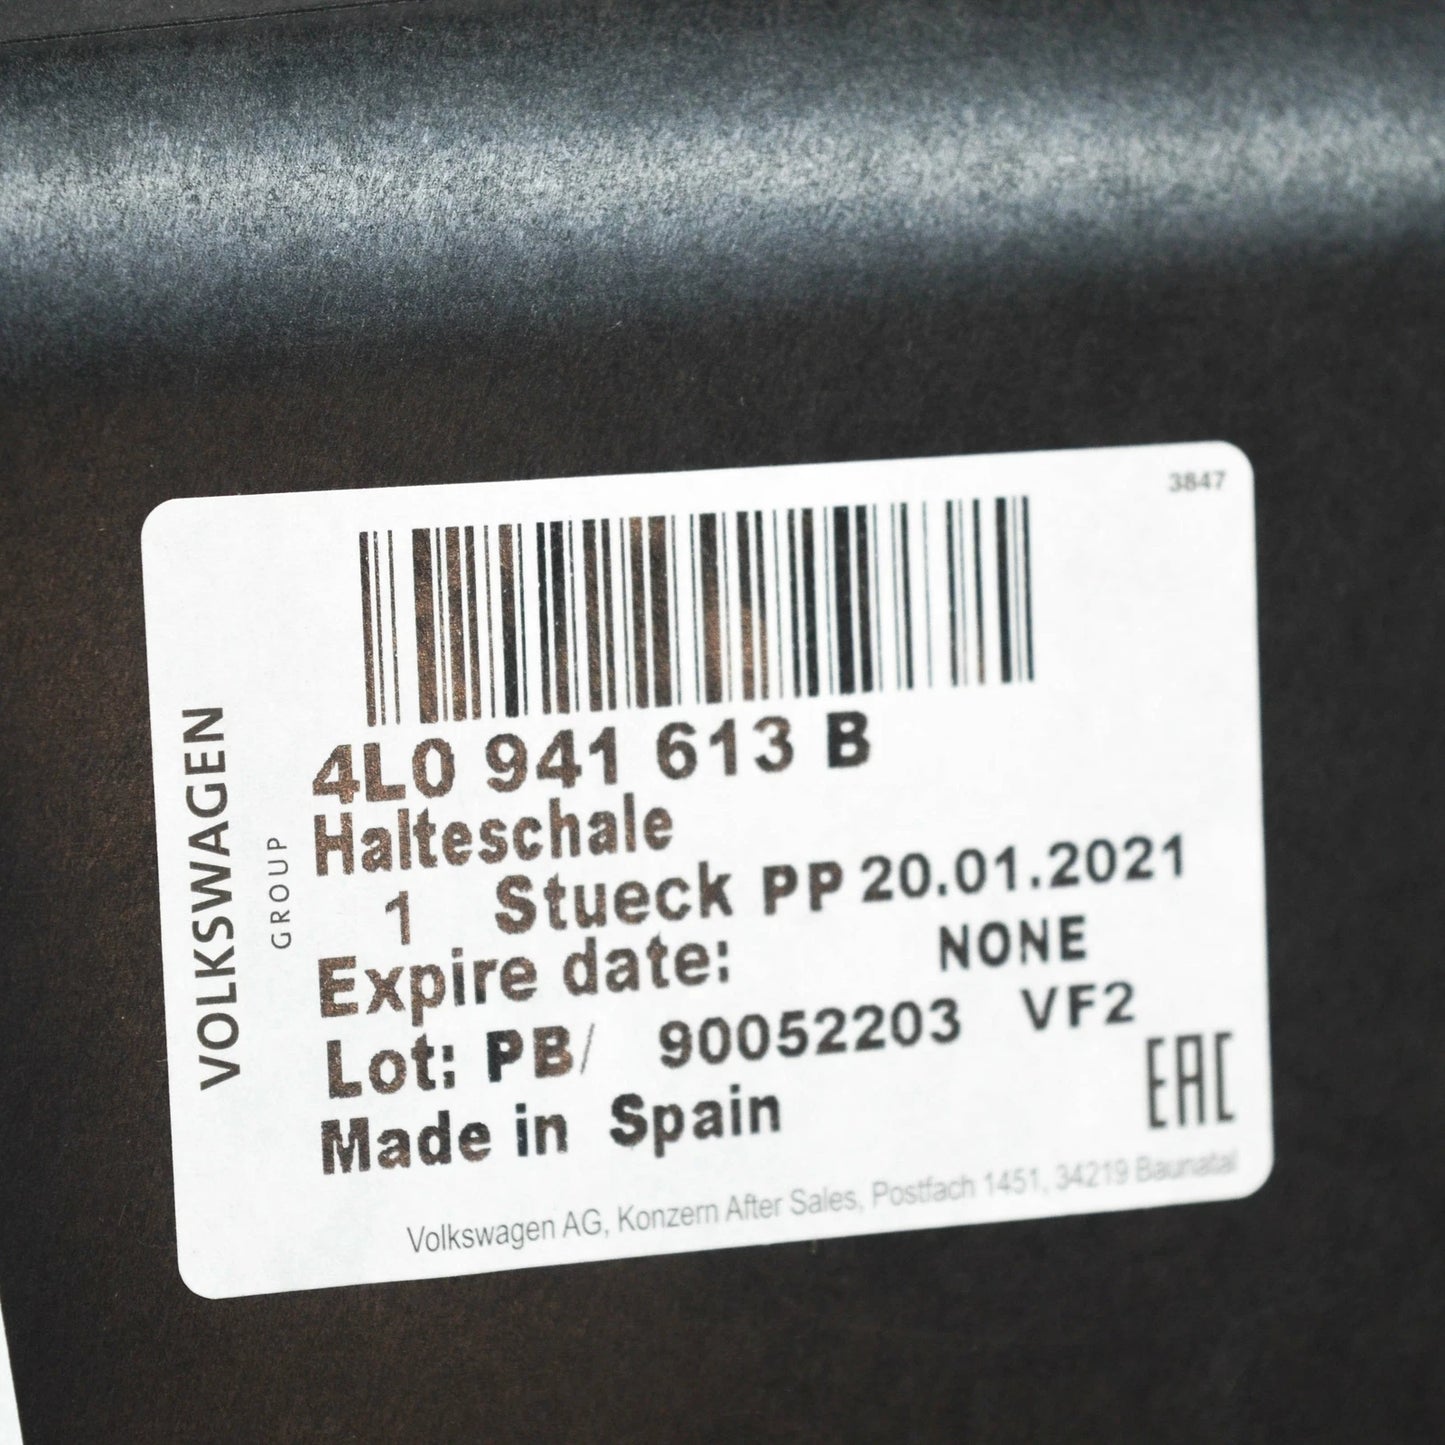 3847
VOLKSWAGEN
GROUP
4L0 941 613 B
Halteschale
1 Stueck PP 20.01.2021
Expire date: NONE
Lot: PB/ 90052203 VF2
Made in Spain
EAC
Volkswagen AG, Konzern After Sales, Postfach 1451, 34219 Baunatal